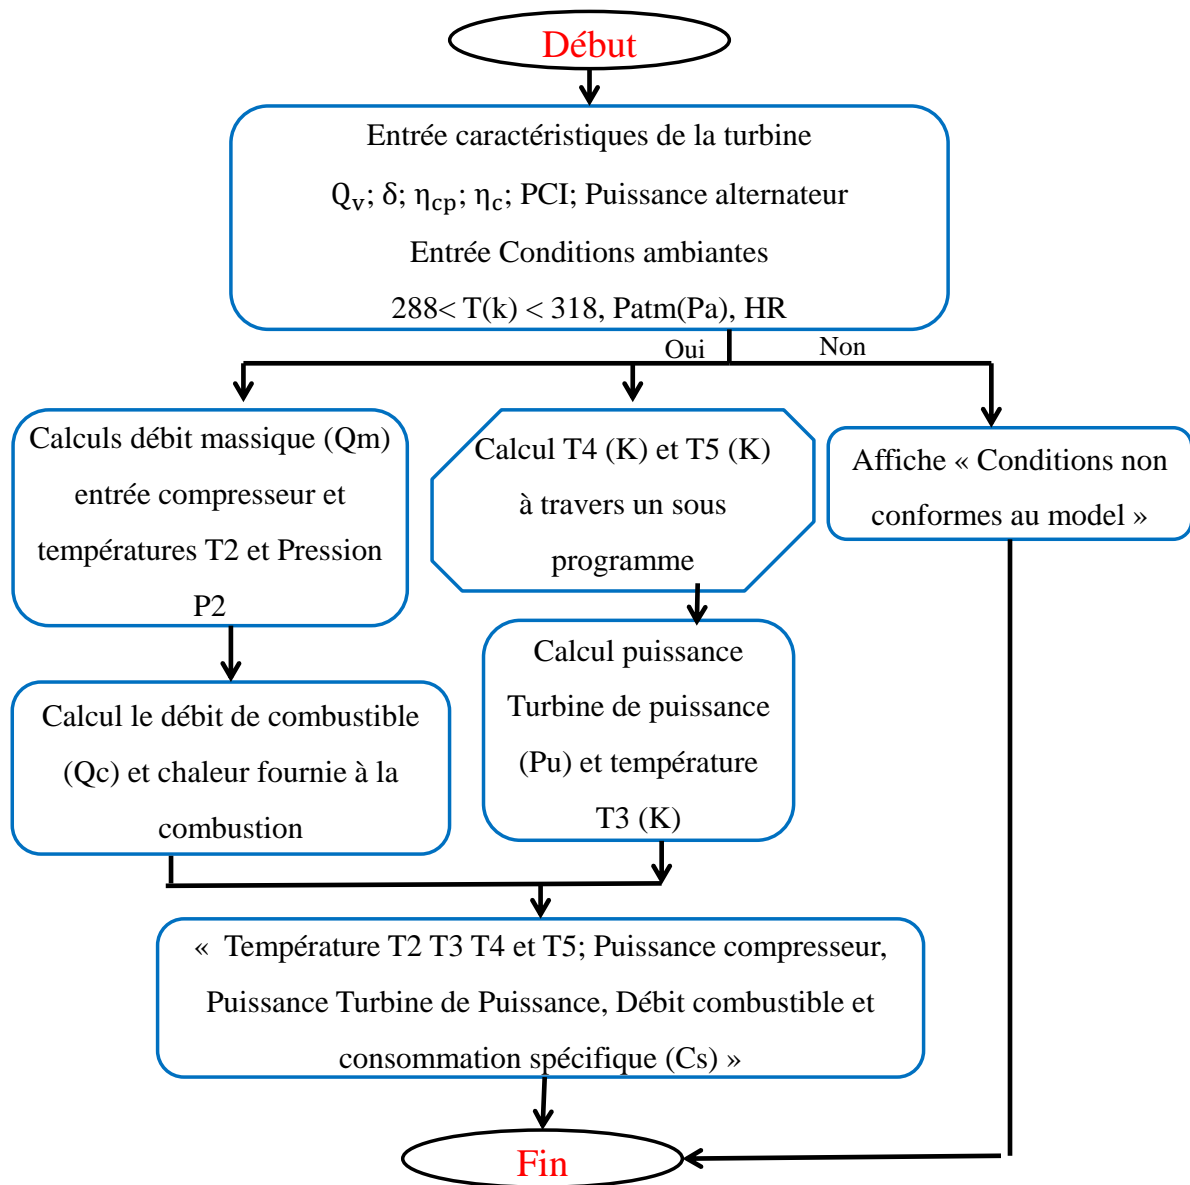 Début
Entrée caractéristiques de la turbine
Qv; δ; ηcp; ηc; PCI; Puissance alternateur
Entrée Conditions ambiantes
288< T(k) < 318, Patm(Pa), HR
Oui
Non
Calculs débit massique (Qm)
entrée compresseur et
températures T2 et Pression
P2
Calcul T4 (K) et T5 (K)
à travers un sous
programme
Affiche « Conditions non
conformes au model »
Calcul le débit de combustible
(Qc) et chaleur fournie à la
combustion
Calcul puissance
Turbine de puissance
(Pu) et température
T3 (K)
« Température T2 T3 T4 et T5; Puissance compresseur,
Puissance Turbine de Puissance, Débit combustible et
consommation spécifique (Cs) »
Fin